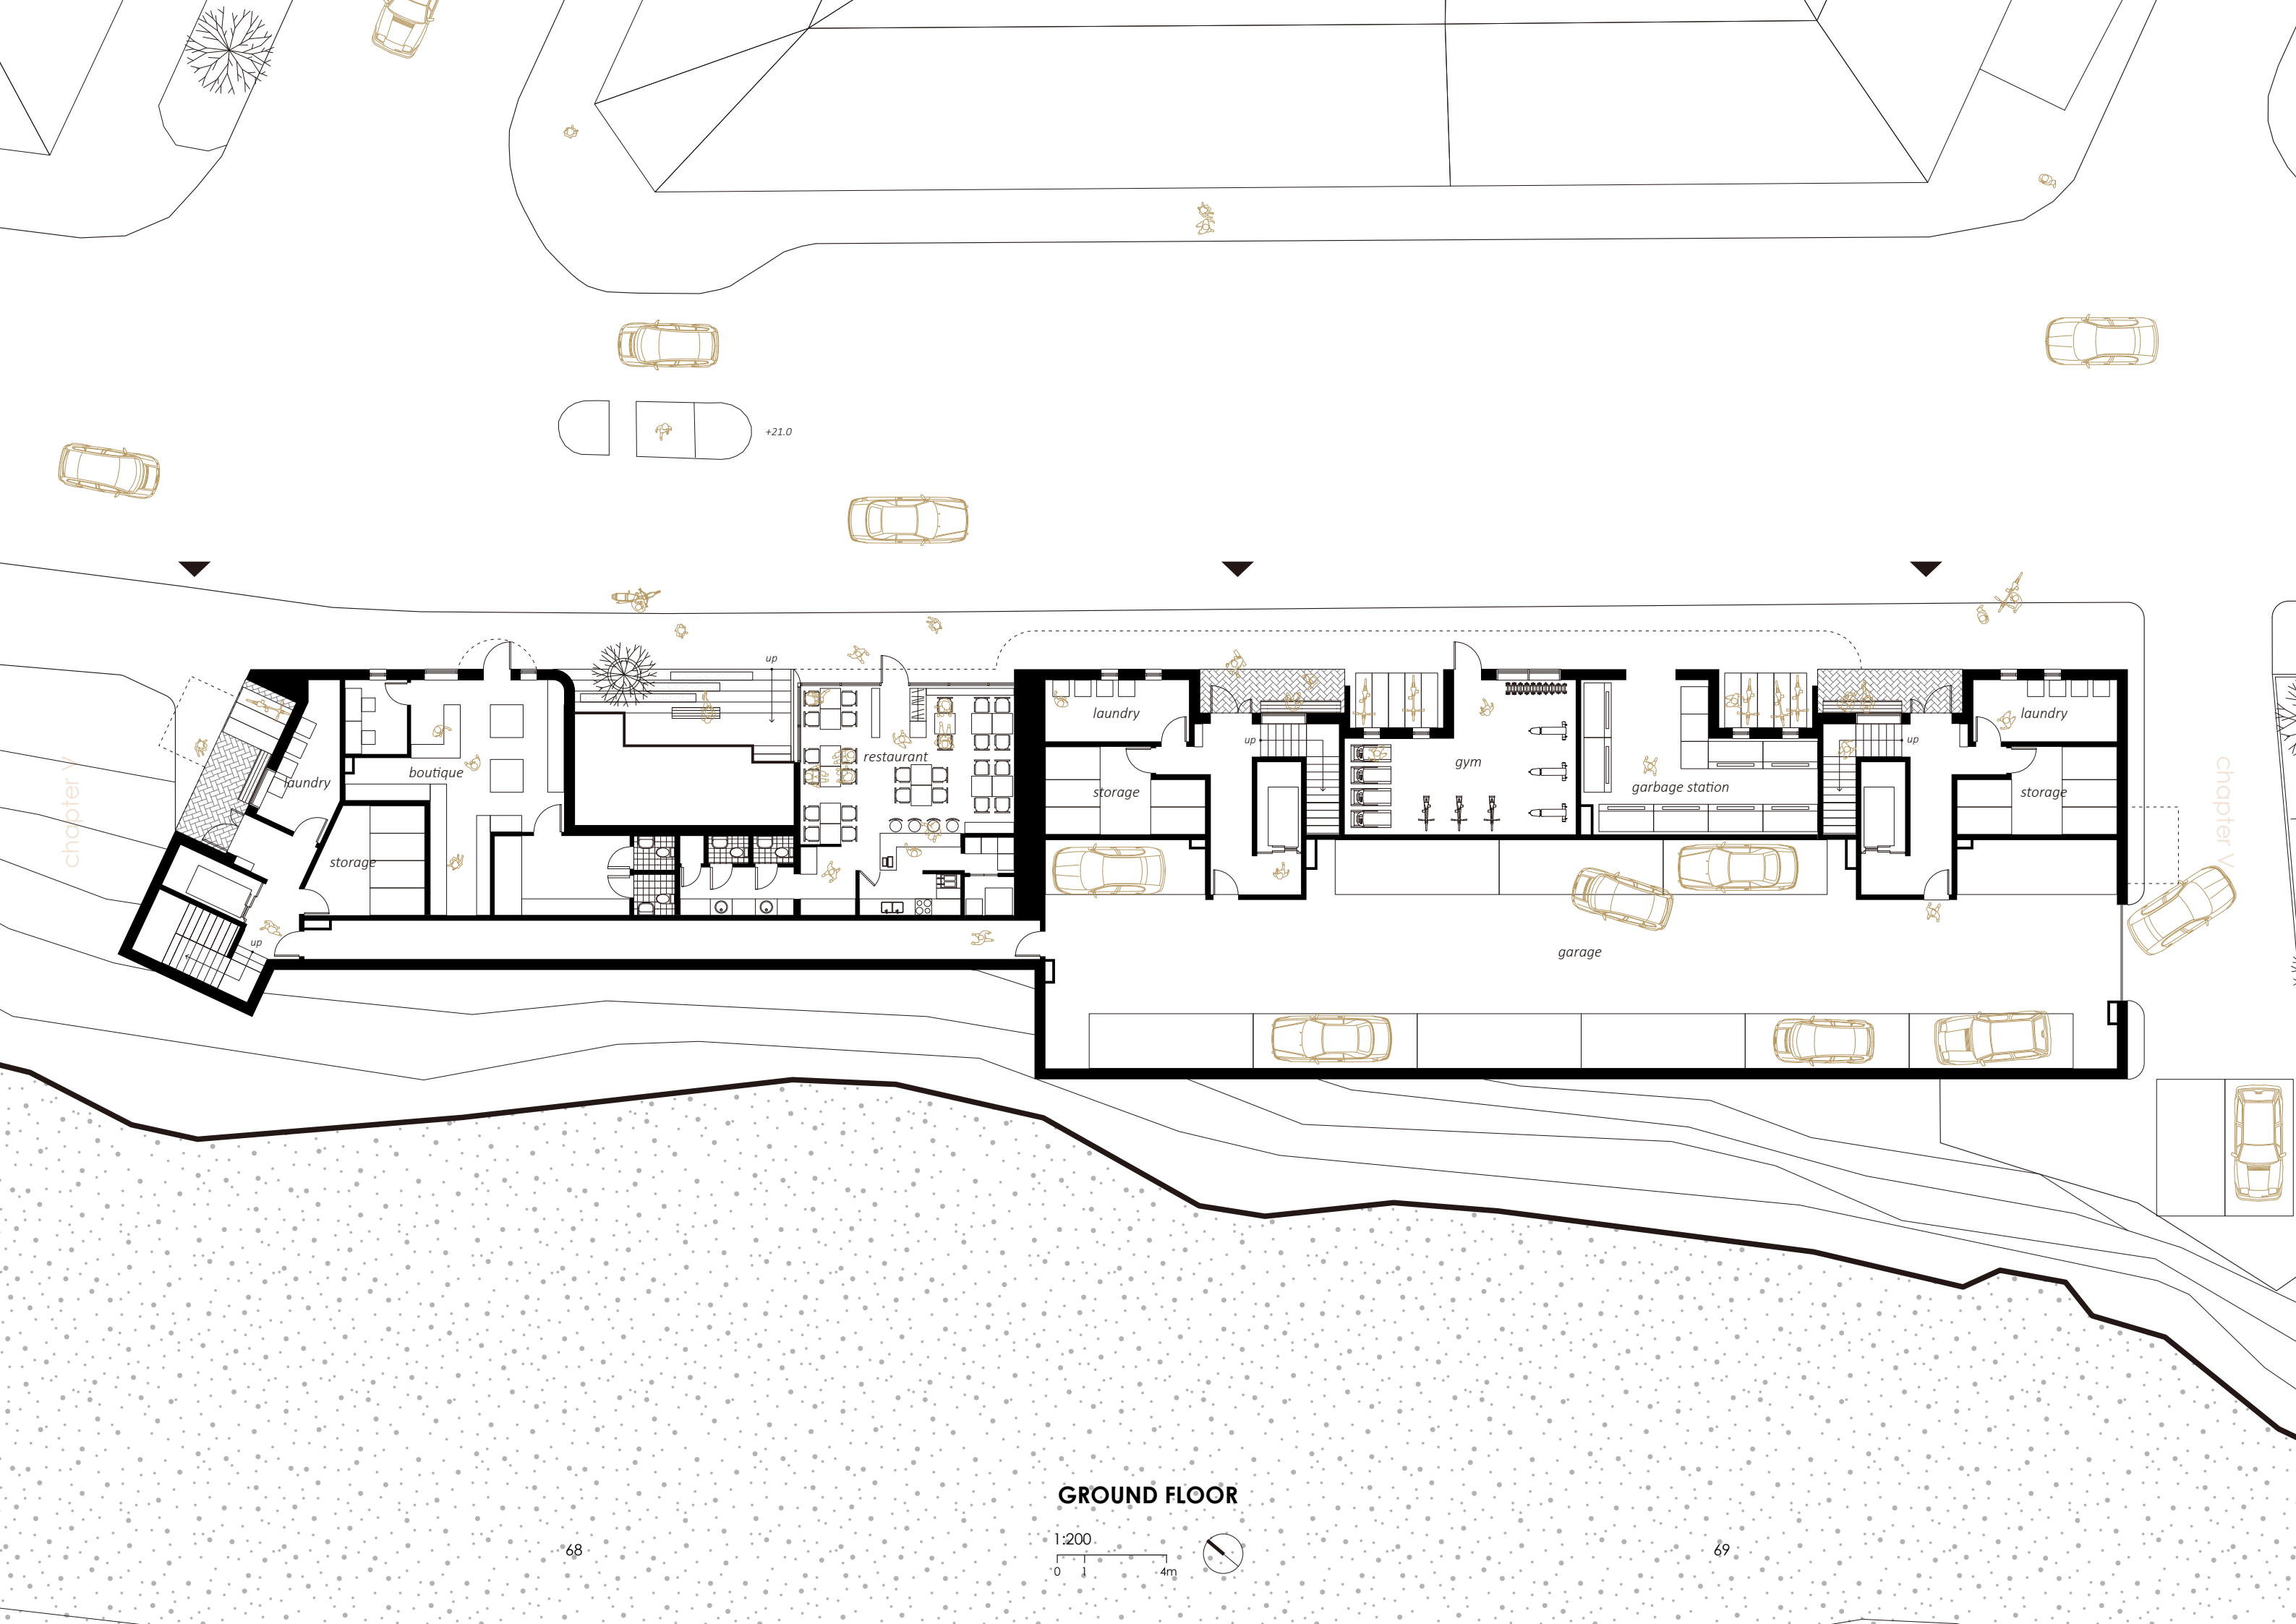 +21.0
up
laundry
laundry
restaurant
up
up
gym
boutique
laundry
garbage station
storage
storage
storage
chapter V
chapter V
up
garage
GROUND FLOOR
1:200
68
69
0 1 4m